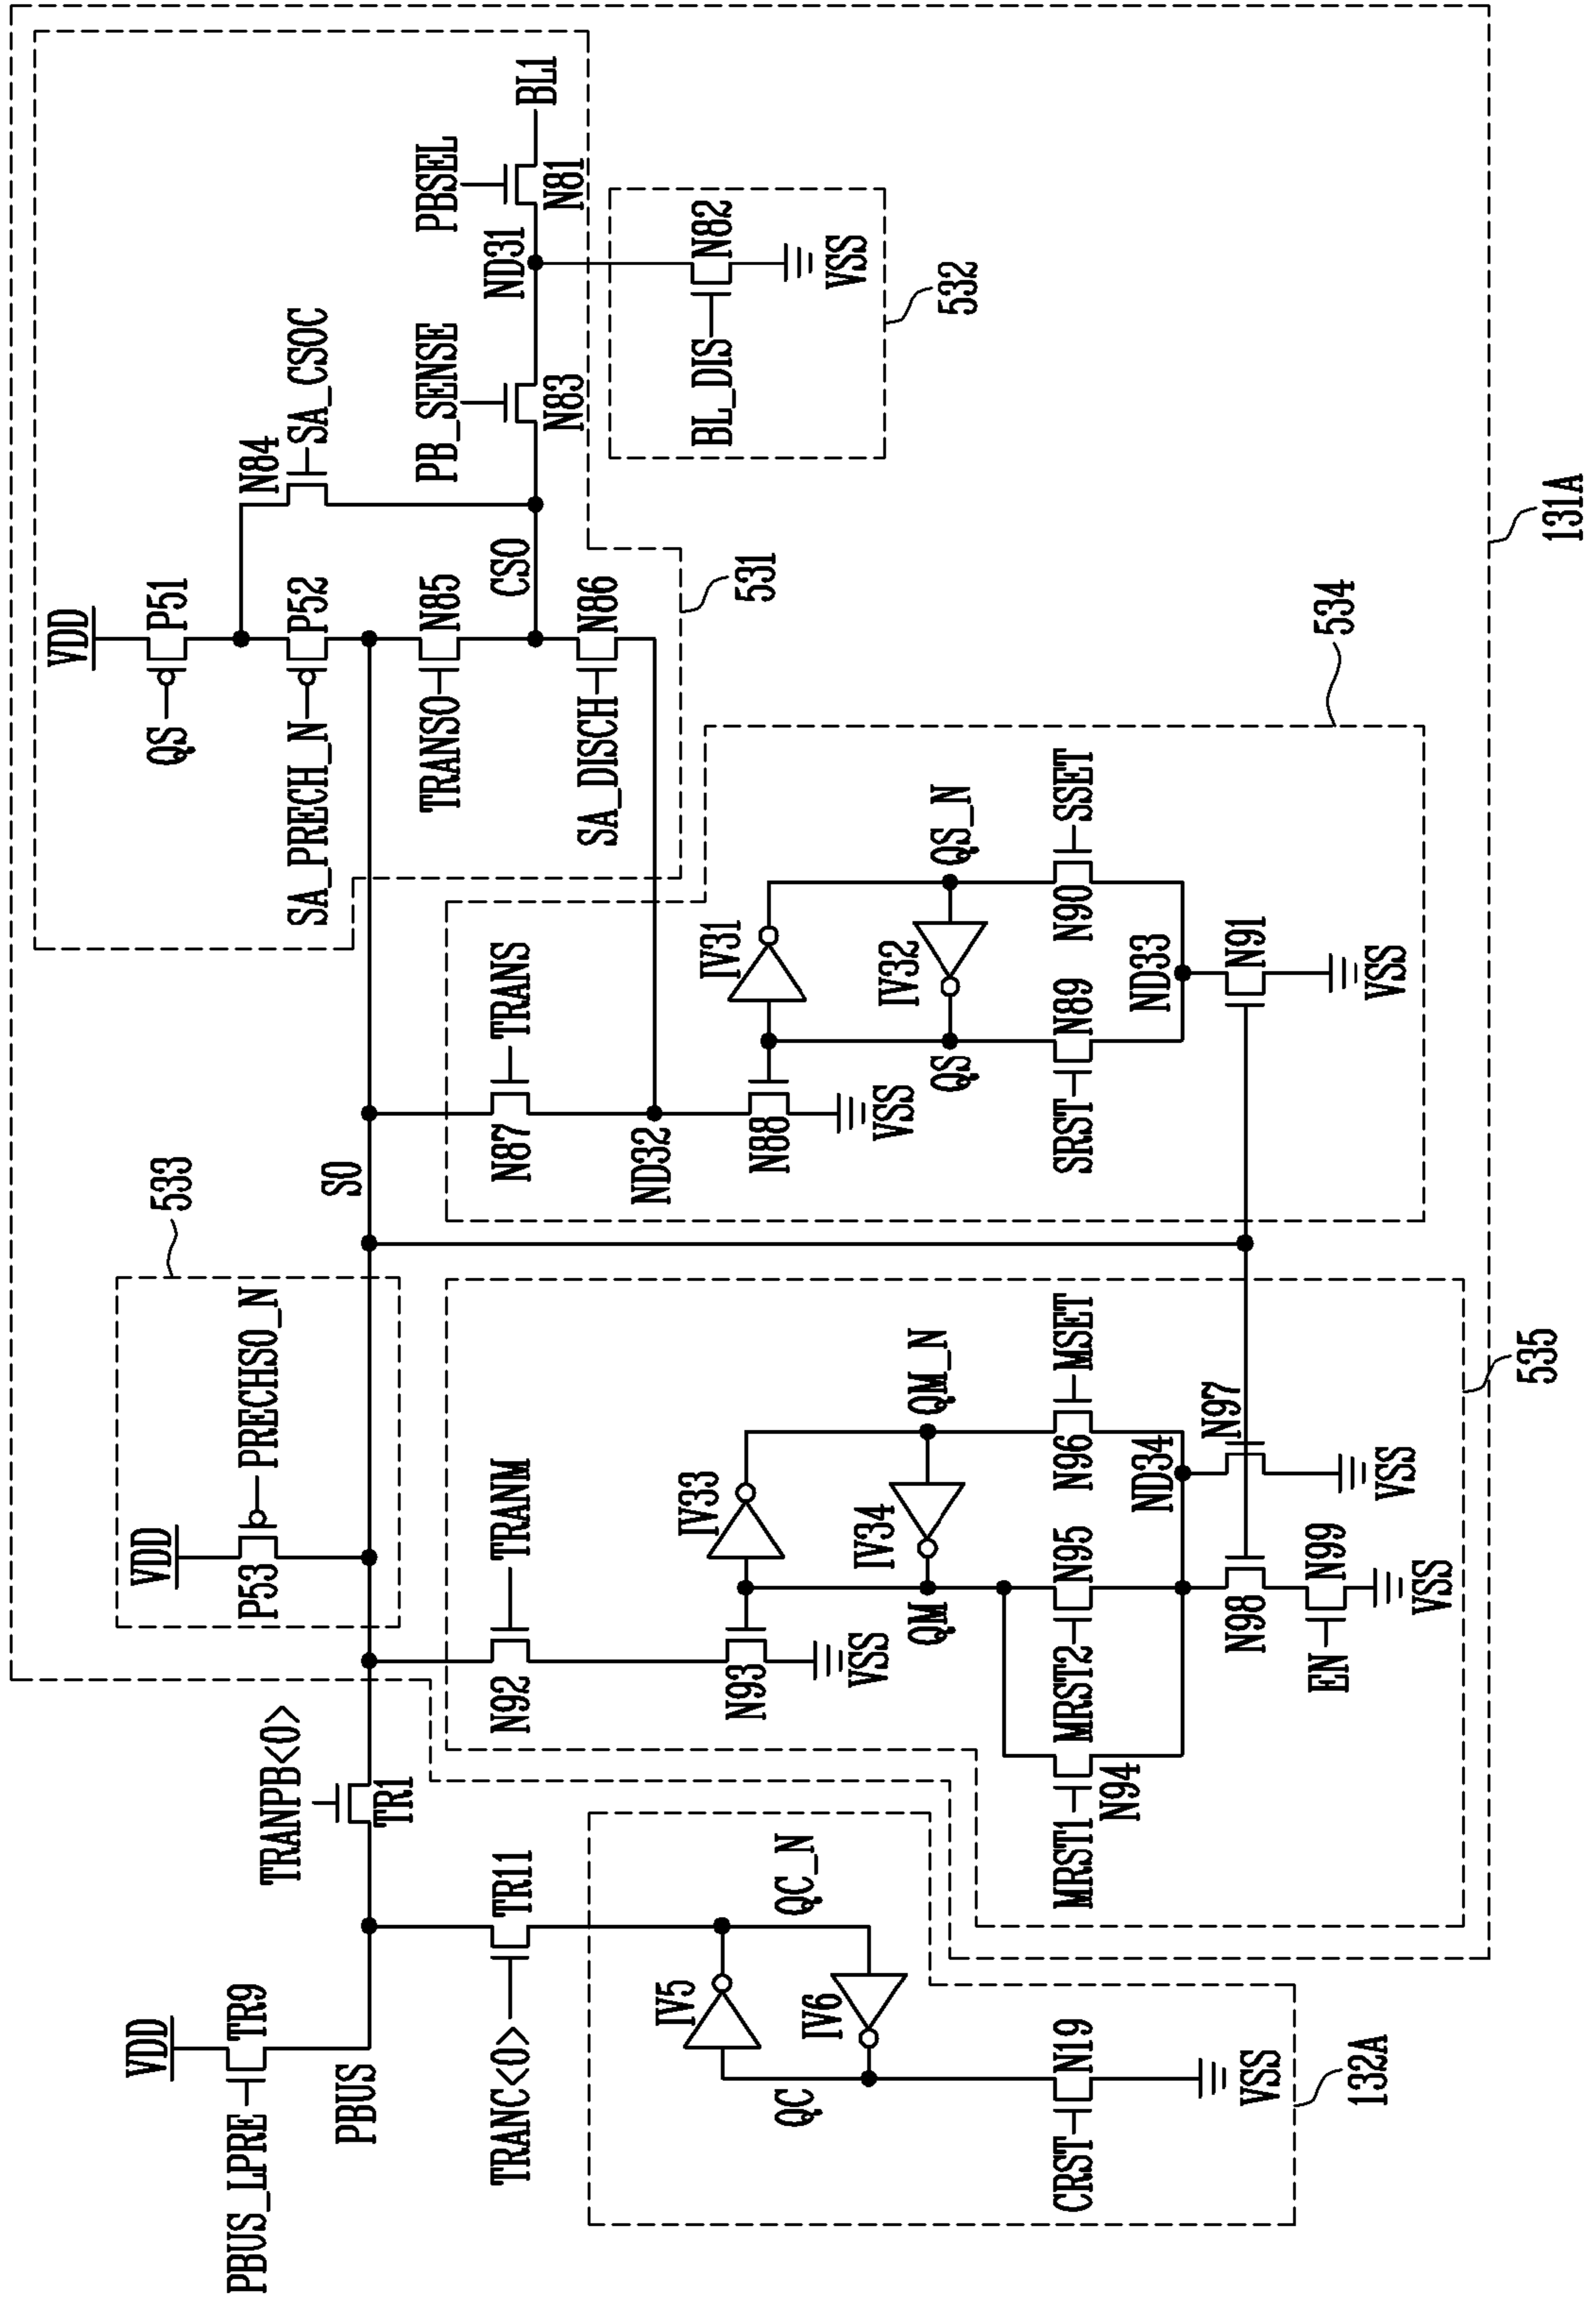 VDD
QS
P51
SA_PRECH_N
P52
N84
SA_CSOC
TRANSO
N85
CSO
SA_DISCH
N86
PB_SENSE
N83
ND31
PBSEL
N81
BL1
531
BL_DIS
N82
VSS
532
SO
533
VDD
P53
PRECHSO_N
N87
TRANS
ND32
N88
VSS
IV31
IV32
QS
QS_N
SRST
N89
N90
SSET
ND33
N91
VSS
534
131A
N92
TRANM
N93
VSS
IV33
IV34
QM
QM_N
MRST1
N94
MRST2
N95
N96
MSET
ND34
N97
VSS
N98
EN
N99
VSS
535
TRANPB<0>
TR1
VDD
PBUS_LPRE
TR9
PBUS
TRANC<0>
TR11
IV5
IV6
QC
QC_N
CRST
N19
VSS
132A